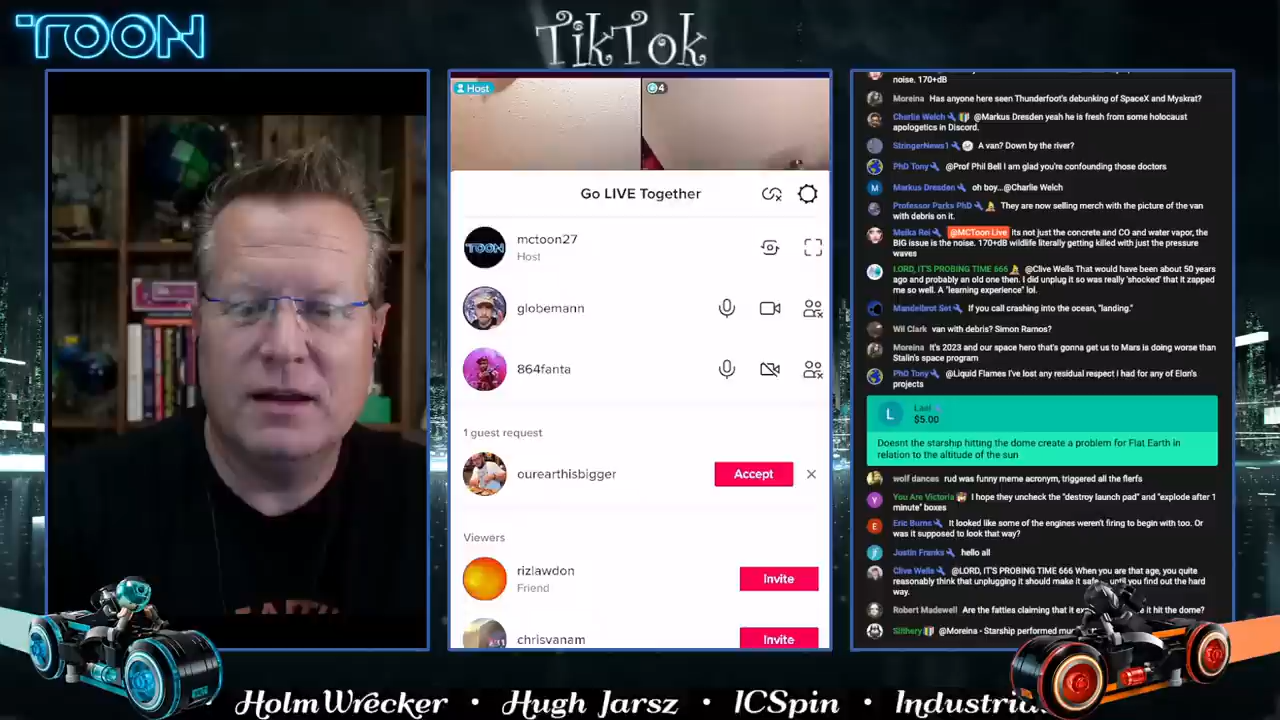 TOON
TikTok
Host
4
Go LIVE Together
mctoon27
Host
TOON
globemann
864fanta
1 guest request
ourearthisbigger
Accept
Viewers
rizlawdon
Friend
Invite
chrisvanam
Invite
noise. 170+dB
Moreina Has anyone here seen Thunderfoot's debunking of SpaceX and Myskrat?
Charlie Welch @Markus Dresden yeah he is fresh from some holocaust
apologetics in Discord.
StringerNews1 A van? Down by the river?
PhD Tony @Prof Phil Bell I am glad you're confounding those doctors
M
Markus Dresden oh boy...@Charlie Welch
Professor Parks PhD They are now selling merch with the picture of the van
with debris on it.
Meika Rei @MCToon Live Its not just the concrete and CO and water vapor, the
BIG issue is the noise. 170+dB wildlife literally getting killed with just the pressure
waves
LORD, IT'S PROBING TIME 666 @Clive Wells That would have been about 50 years
ago and probably an old one then. I did unplug it so was really 'shocked' that it zapped
me so well. A "learning experience" lol.
Mandelbrot Set If you call crashing into the ocean, "landing."
Wil Clark van with debris? Simon Ramos?
Moreina It's 2023 and our space hero that's gonna get us to Mars is doing worse than
Stalin's space program
PhD Tony @Liquid Flames I've lost any residual respect I had for any of Elon's
projects
L
Lael
$5.00
Doesnt the starship hitting the dome create a problem for Flat Earth in
relation to the altitude of the sun
wolf dances rud was funny meme acronym, triggered all the flerfs
Y
You Are Victoria I hope they uncheck the "destroy launch pad" and "explode after 1
minute" boxes
E
Eric Burns It looked like some of the engines weren't firing to begin with too. Or
was it supposed to look that way?
Justin Franks hello all
Clive Wells @LORD, IT'S PROBING TIME 666 When you are that age, you quite
reasonably think that unplugging it should make it until you find out the hard
way.
Robert Madewell Are the fatties claiming that it it hit the dome?
Slithery @Moreina - Starship performed
HolmWrecker • Hugh Jarsz • ICSpin • Industria